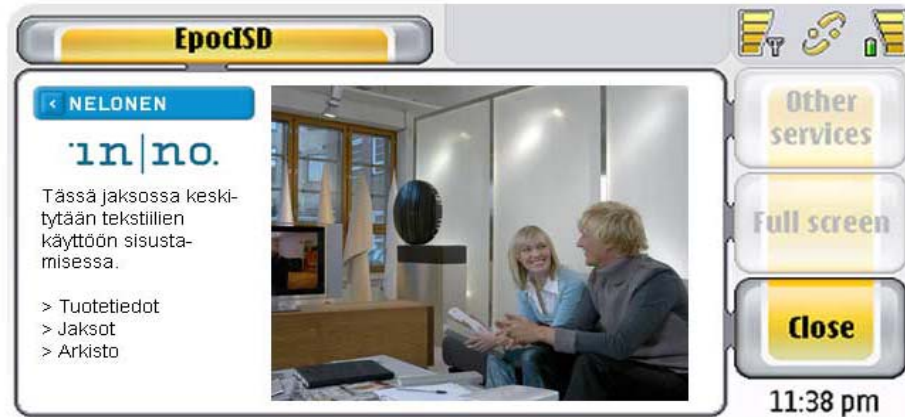 EpocISD
< NELONEN
in|no.
Tässä jaksossa keski-
tytään tekstiilien
käyttöön sisusta-
misessa.
> Tuotetiedot
> Jaksot
> Arkisto
Other
services
Full screen
Close
11:38 pm